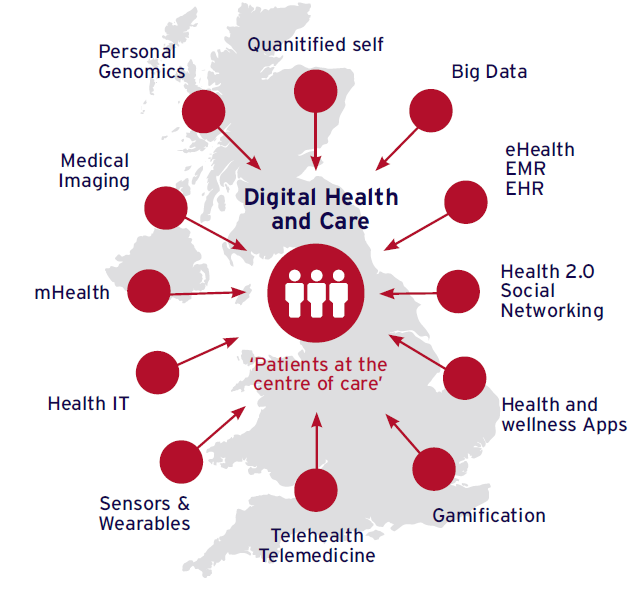 Quanitified self
Personal
Genomics
Big Data
Medical
Imaging
eHealth
EMR
EHR
Digital Health
and Care
mHealth
Health 2.0
Social
Networking
'Patients at the
centre of care'
Health IT
Health and
wellness Apps
Sensors &
Wearables
Gamification
Telehealth
Telemedicine